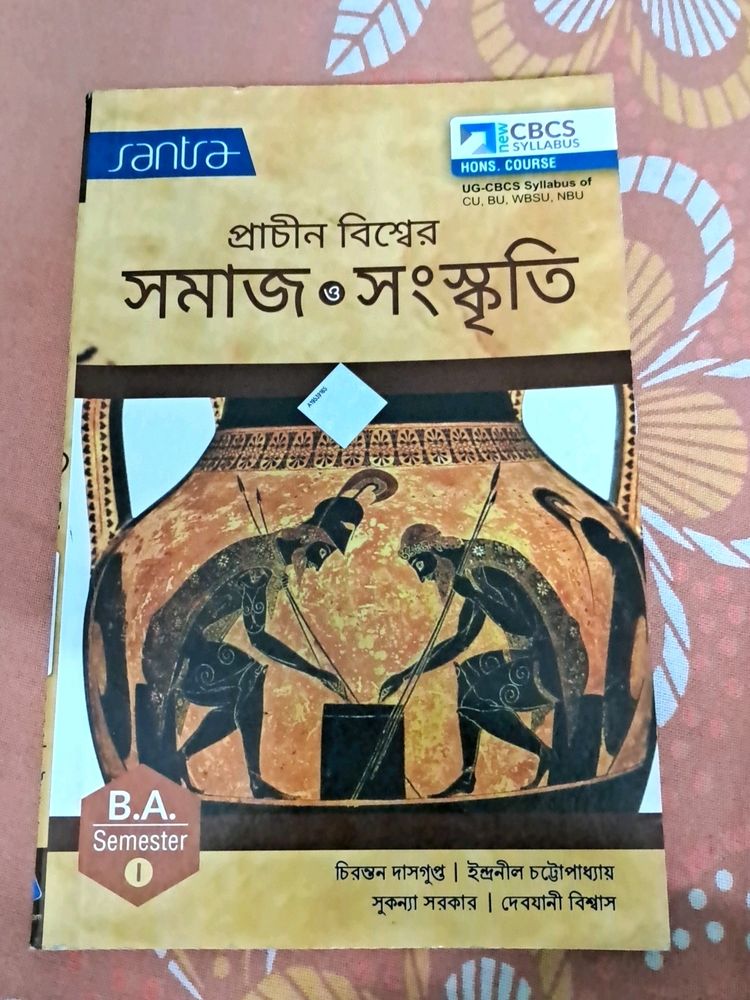 santra
new CBCS
SYLLABUS
HONS. COURSE
UG-CBCS Syllabus of
CU, BU, WBSU, NBU
প্রাচীন বিশ্বের
সমাজ ও সংস্কৃতি
B.A.
Semester
I
চিরন্তন দাসগুপ্ত | ইন্দ্রনীল চট্টোপাধ্যায়
সুকন্যা সরকার | দেবযানী বিশ্বাস